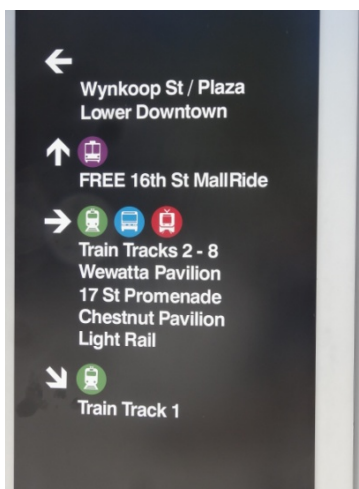 Wynkoop St / Plaza
Lower Downtown
FREE 16th St MallRide
Train Tracks 2 - 8
Wewatta Pavilion
17 St Promenade
Chestnut Pavilion
Light Rail
Train Track 1